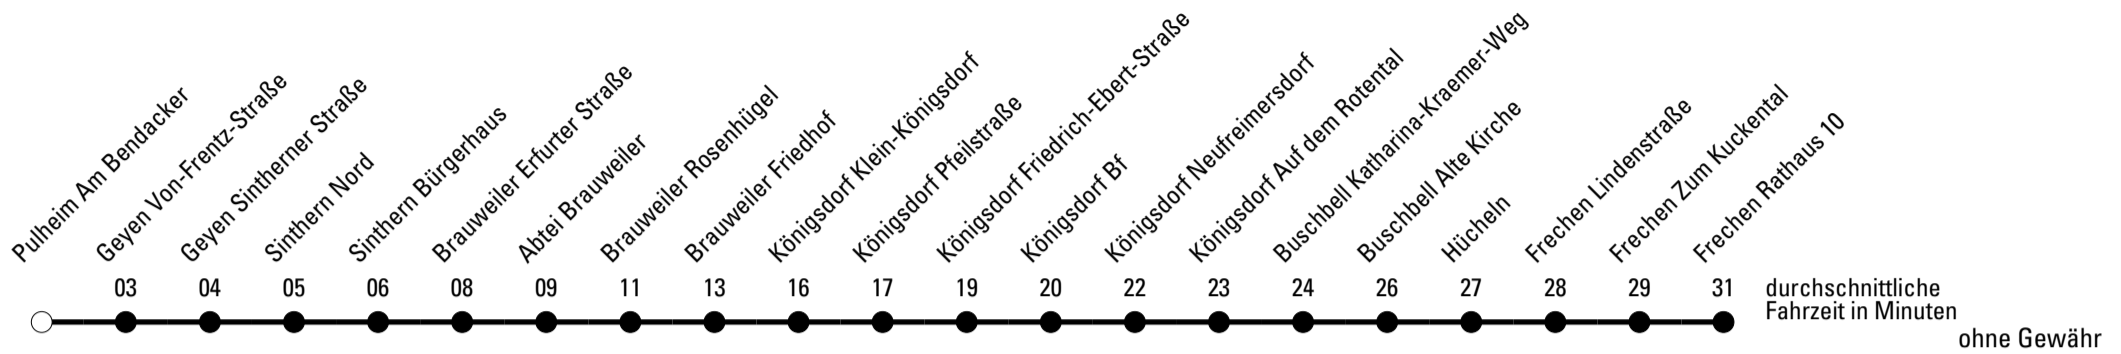 Pulheim Am Bendacker
Geyen Von-Frentz-Straße
Geyen Sintherner Straße
Sinthern Nord
Sinthern Bürgerhaus
Brauweiler Erfurter Straße
Abtei Brauweiler
Brauweiler Rosenhügel
Brauweiler Friedhof
Königsdorf Klein-Königsdorf
Königsdorf Pfeilstraße
Königsdorf Friedrich-Ebert-Straße
Königsdorf Bf
Königsdorf Neufreimersdorf
Königsdorf Auf dem Rotental
Buschbell Katharina-Kraemer-Weg
Buschbell Alte Kirche
Hücheln
Frechen Lindenstraße
Frechen Zum Kuckental
Frechen Rathaus 10
03 04 05 06 08 09 11 13 16 17 19 20 22 23 24 26 27 28 29 31
durchschnittliche
Fahrzeit in Minuten
ohne Gewähr